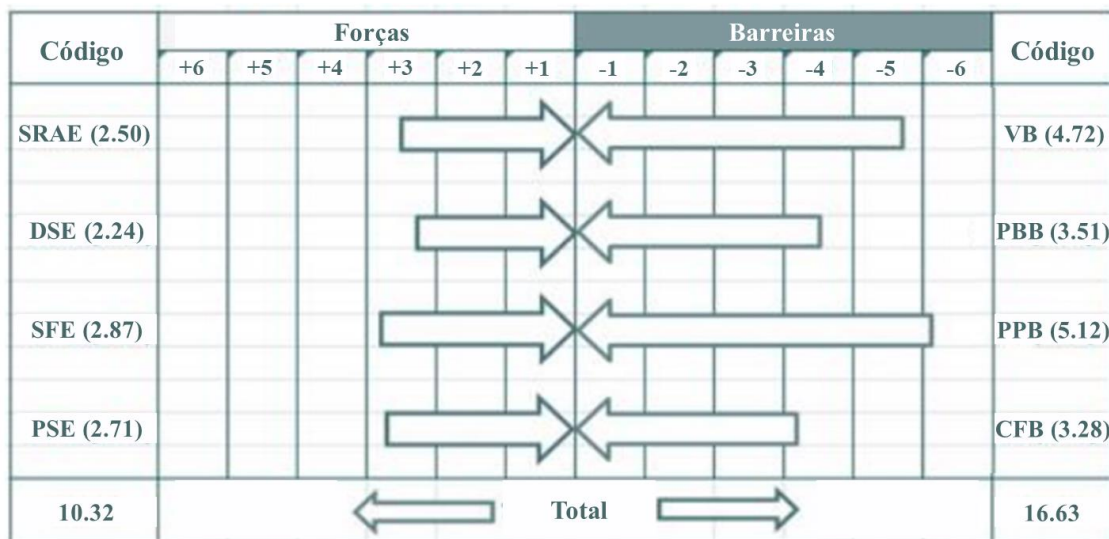 Código Forças Barreiras Código
+6 +5 +4 +3 +2 +1 -1 -2 -3 -4 -5 -6
SRAE (2.50) VB (4.72)
DSE (2.24) PBB (3.51)
SFE (2.87) PPB (5.12)
PSE (2.71) CFB (3.28)
10.32 Total 16.63